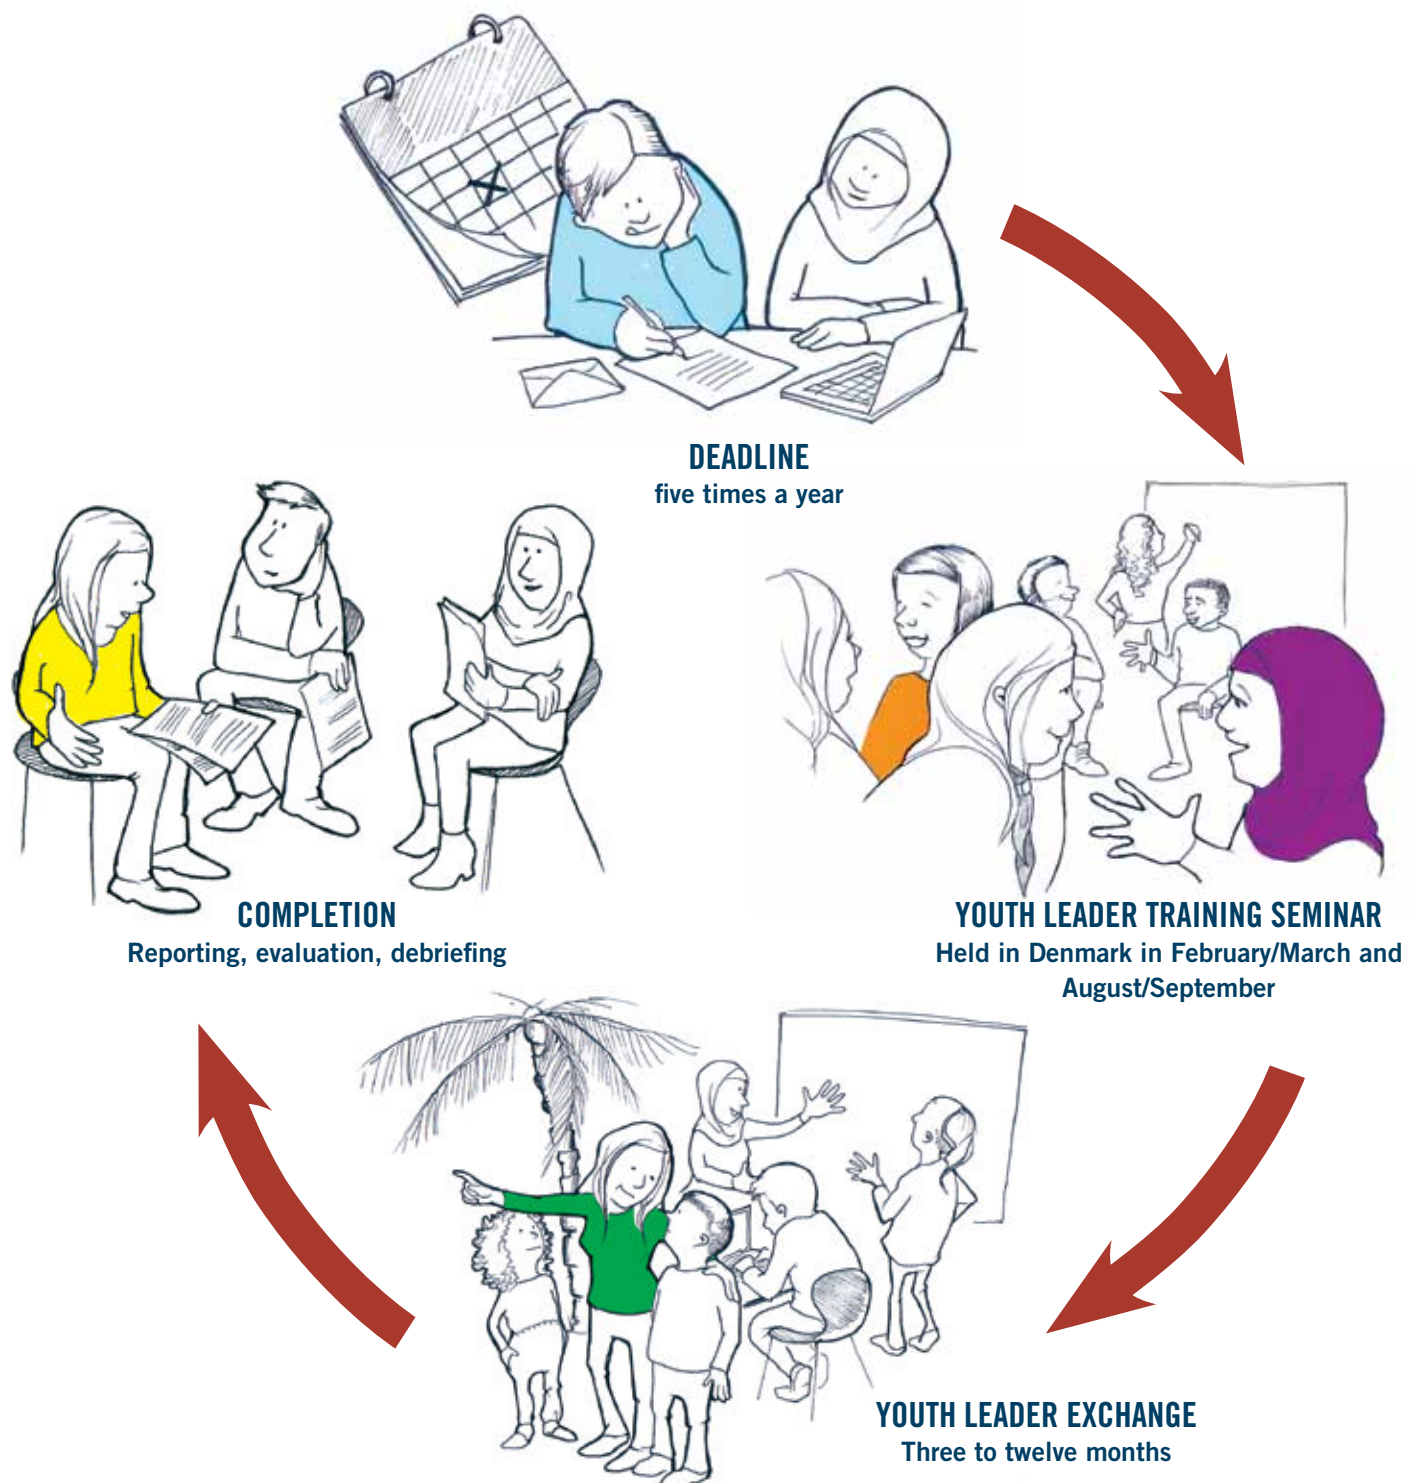 DEADLINE
five times a year
YOUTH LEADER TRAINING SEMINAR
Held in Denmark in February/March and
August/September
YOUTH LEADER EXCHANGE
Three to twelve months
COMPLETION
Reporting, evaluation, debriefing